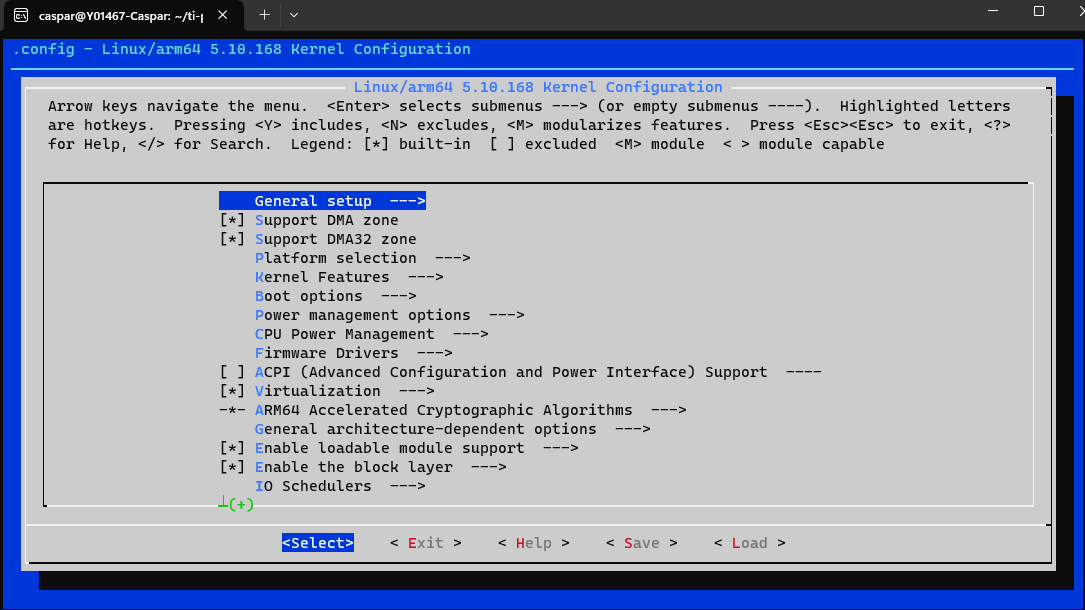 caspar@Y01467-Caspar: ~/ti-p
.config - Linux/arm64 5.10.168 Kernel Configuration
Linux/arm64 5.10.168 Kernel Configuration
Arrow keys navigate the menu.  <Enter> selects submenus ---> (or empty submenus ----).  Highlighted letters
are hotkeys.  Pressing <Y> includes, <N> excludes, <M> modularizes features.  Press <Esc><Esc> to exit, <?>
for Help, </> for Search.  Legend: [*] built-in  [ ] excluded  <M> module  < > module capable
General setup  --->
[*] Support DMA zone
[*] Support DMA32 zone
Platform selection  --->
Kernel Features  --->
Boot options  --->
Power management options  --->
CPU Power Management  --->
Firmware Drivers  --->
[ ] ACPI (Advanced Configuration and Power Interface) Support  ----
[*] Virtualization  --->
-*- ARM64 Accelerated Cryptographic Algorithms  --->
General architecture-dependent options  --->
[*] Enable loadable module support  --->
[*] Enable the block layer  --->
IO Schedulers  --->
(+)
<Select>    < Exit >    < Help >    < Save >    < Load >